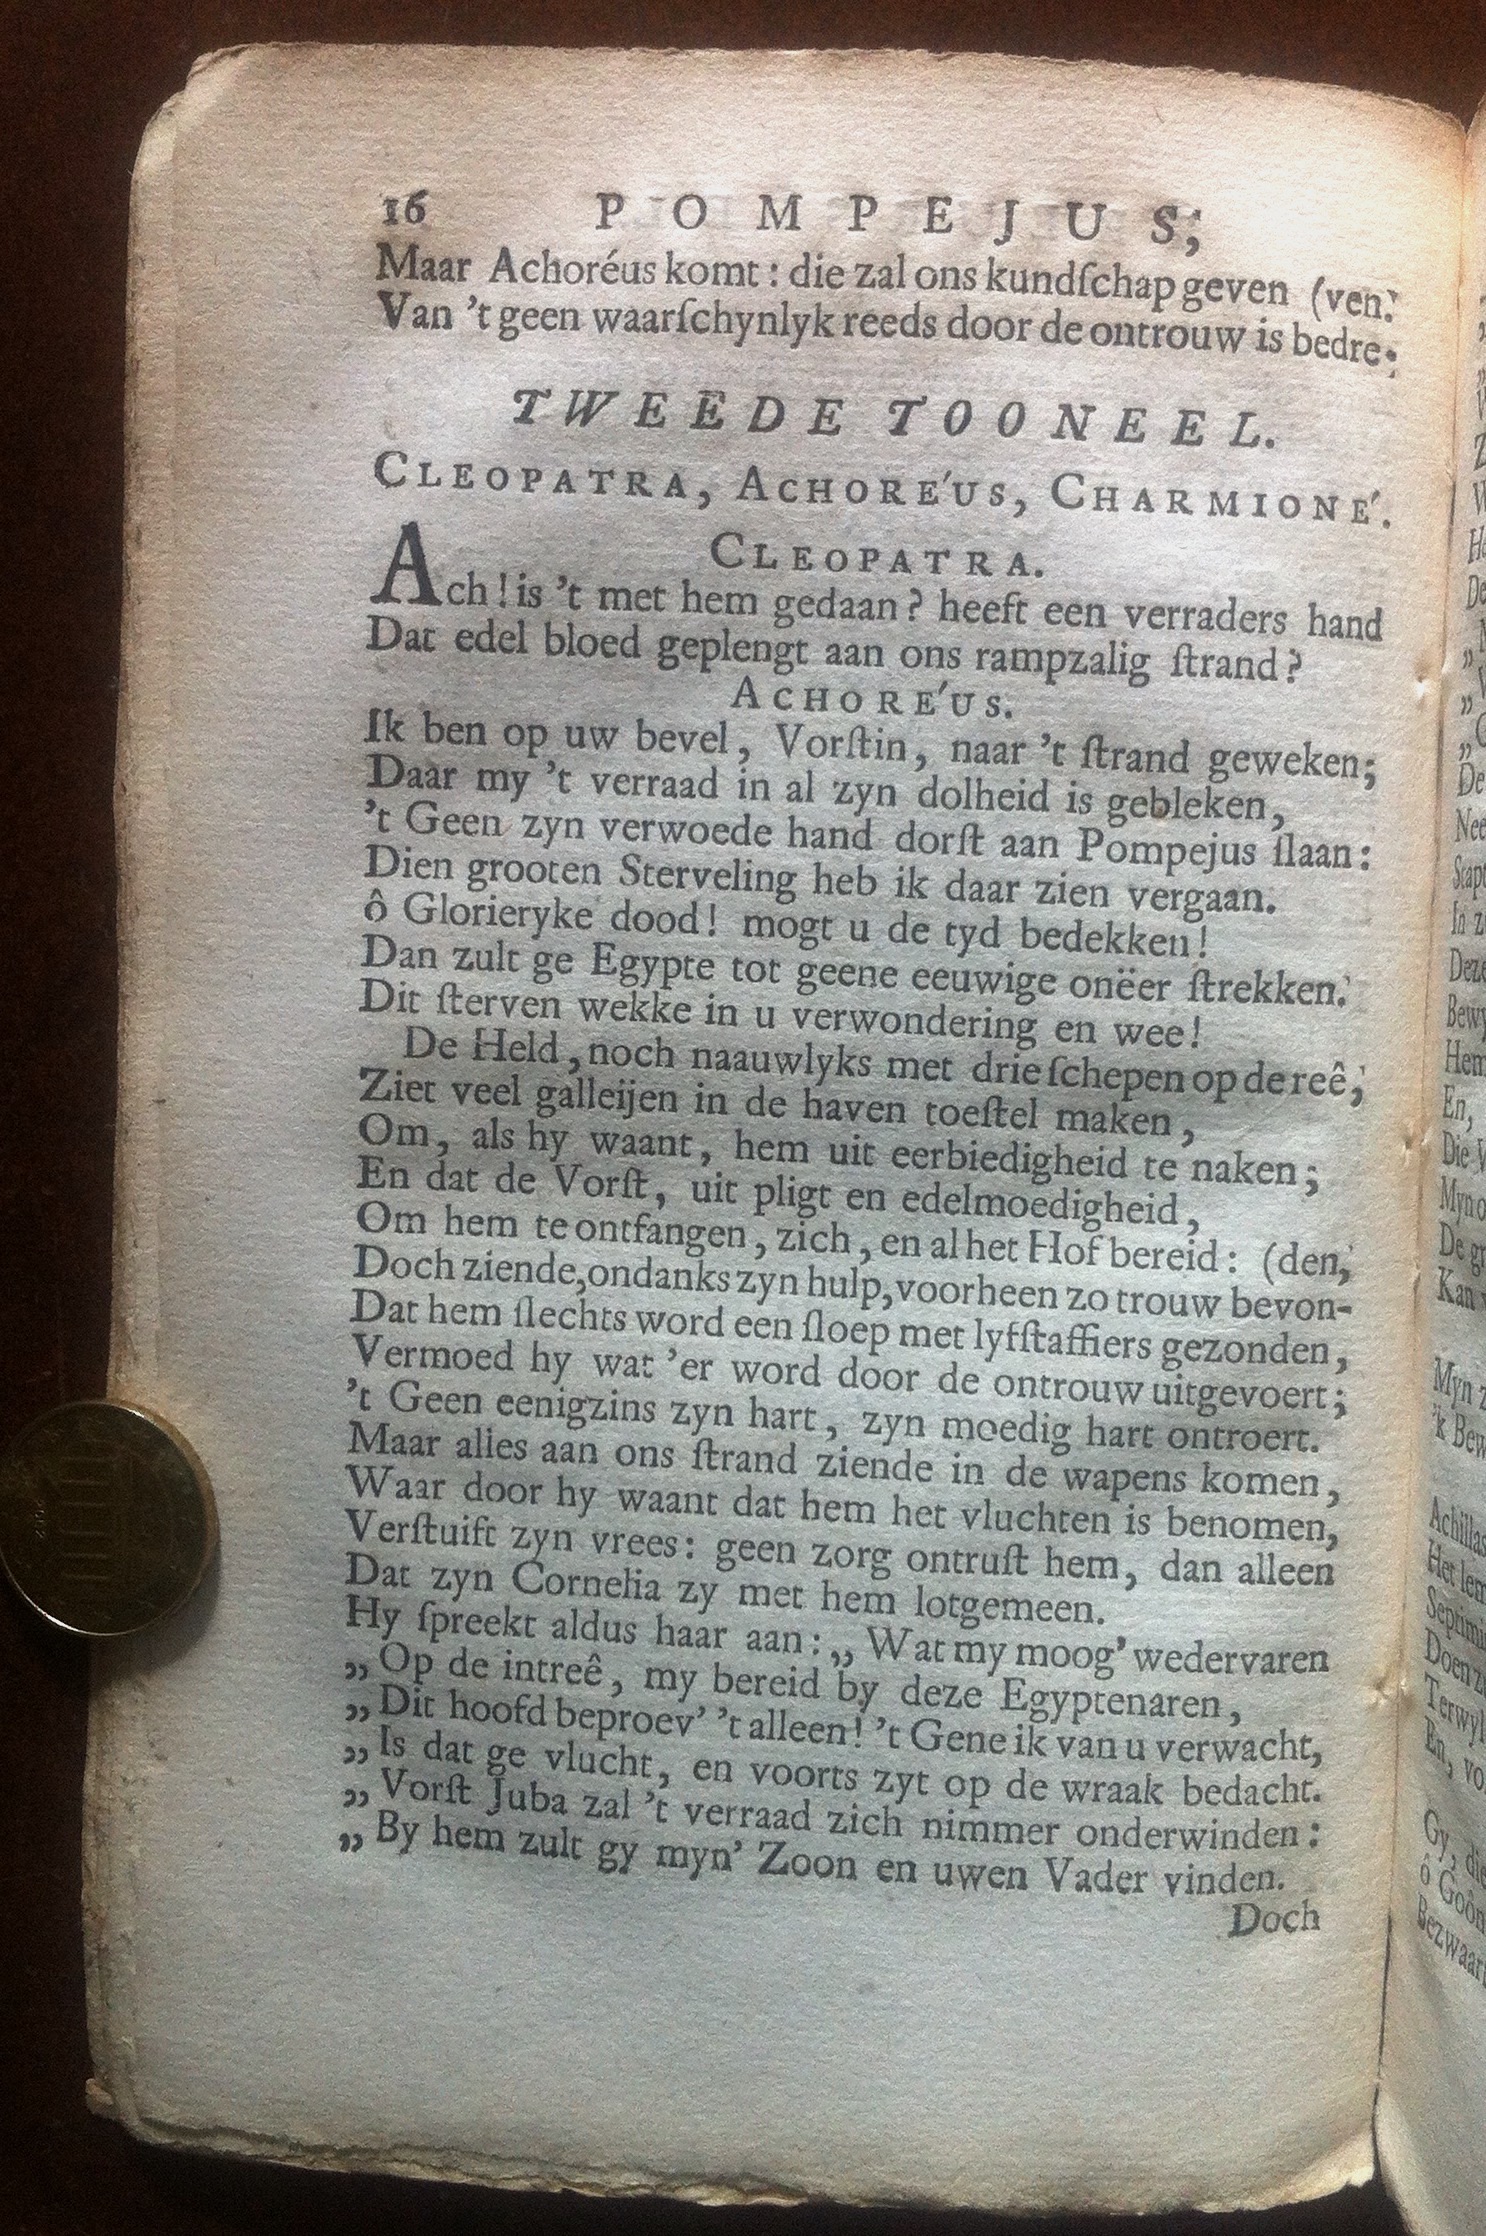 16 POMPEJUS;
Maar Achoréus komt: die zal ons kundſchap geven (ven.
Van 't geen waarſchynlyk reeds door de ontrouw is bedre-
TWEEDE TOONEEL.
CLEOPATRA, ACHORE'US, CHARMIONE'.
CLEOPATRA.
Ach! is 't met hem gedaan? heeft een verraders hand
Dat edel bloed geplengt aan ons rampzalig ſtrand?
ACHORE'US.
Ik ben op uw bevel, Vorſtin, naar 't ſtrand geweken;
Daar my 't verraad in al zyn dolheid is gebleken,
't Geen zyn verwoede hand dorſt aan Pompejus ſlaan:
Dien grooten Sterveling heb ik daar zien vergaan.
ô Glorieryke dood! mogt u de tyd bedekken!
Dan zult ge Egypte tot geene eeuwige onëer ſtrekken.
Dit ſterven wekke in u verwondering en wee!
De Held, noch naauwlyks met drie ſchepen op de reê,
Ziet veel galleijen in de haven toeſtel maken,
Om, als hy waant, hem uit eerbiedigheid te naken;
En dat de Vorſt, uit pligt en edelmoedigheid,
Om hem te ontfangen, zich, en al het Hof bereid: (den,
Doch ziende, ondanks zyn hulp, voorheen zo trouw bevon-
Dat hem ſlechts word een ſloep met lyfſtaffiers gezonden,
Vermoed hy wat 'er word door de ontrouw uitgevoert;
't Geen eenigzins zyn hart, zyn moedig hart ontroert.
Maar alles aan ons ſtrand ziende in de wapens komen,
Waar door hy waant dat hem het vluchten is benomen,
Verſtuift zyn vrees: geen zorg ontruſt hem, dan alleen
Dat zyn Cornelia zy met hem lotgemeen.
Hy ſpreekt aldus haar aan: „ Wat my moog' wedervaren
„ Op de intreê, my bereid by deze Egyptenaren,
„ Dit hoofd beproev' 't alleen! 't Gene ik van u verwacht,
„ Is dat ge vlucht, en voorts zyt op de wraak bedacht.
„ Vorſt Juba zal 't verraad zich nimmer onderwinden:
„ By hem zult gy myn' Zoon en uwen Vader vinden.
Doch